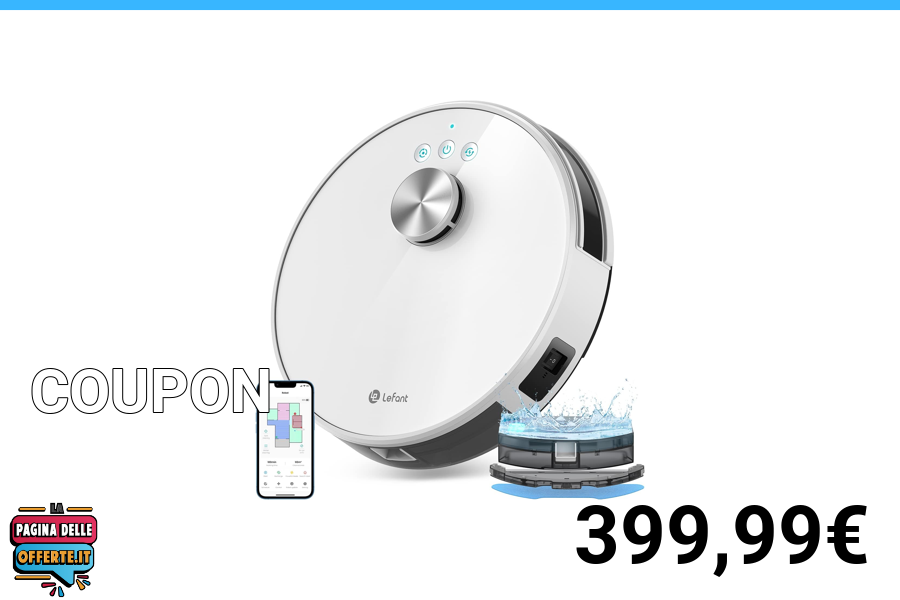 Lefant
COUPON
LA
PAGINA DELLE
OFFERTE.IT
399,99€